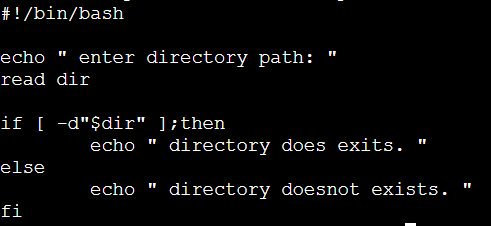 #!/bin/bash
echo " enter directory path: "
read dir
if [ -d"$dir" ];then
echo " directory does exits. "
else
echo " directory doesnot exists. "
fi